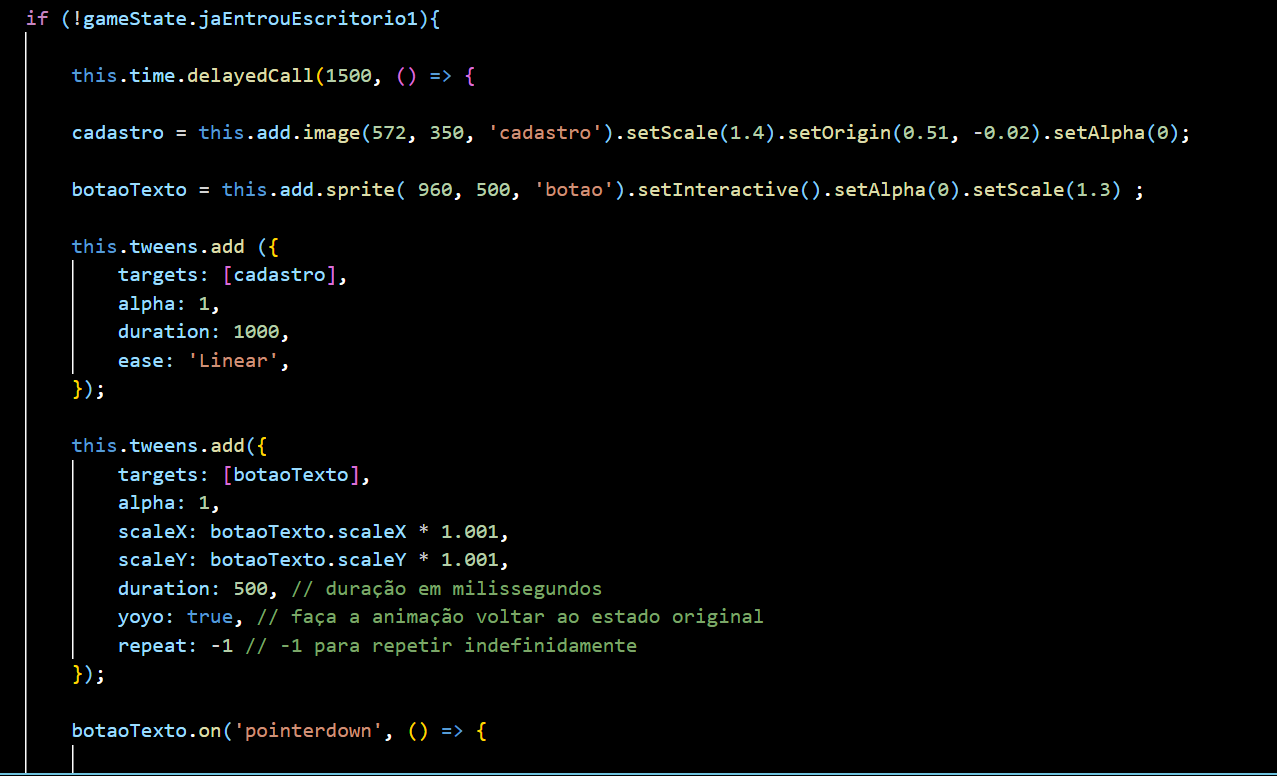 if (!gameState.jaEntrouEscritorio1){
this.time.delayedCall(1500, () => {
cadastro = this.add.image(572, 350, 'cadastro').setScale(1.4).setOrigin(0.51, -0.02).setAlpha(0);
botaoTexto = this.add.sprite( 960, 500, 'botao').setInteractive().setAlpha(0).setScale(1.3) ;
this.tweens.add ({
targets: [cadastro],
alpha: 1,
duration: 1000,
ease: 'Linear',
});
this.tweens.add({
targets: [botaoTexto],
alpha: 1,
scaleX: botaoTexto.scaleX * 1.001,
scaleY: botaoTexto.scaleY * 1.001,
duration: 500, // duração em milissegundos
yoyo: true, // faça a animação voltar ao estado original
repeat: -1 // -1 para repetir indefinidamente
});
botaoTexto.on('pointerdown', () => {